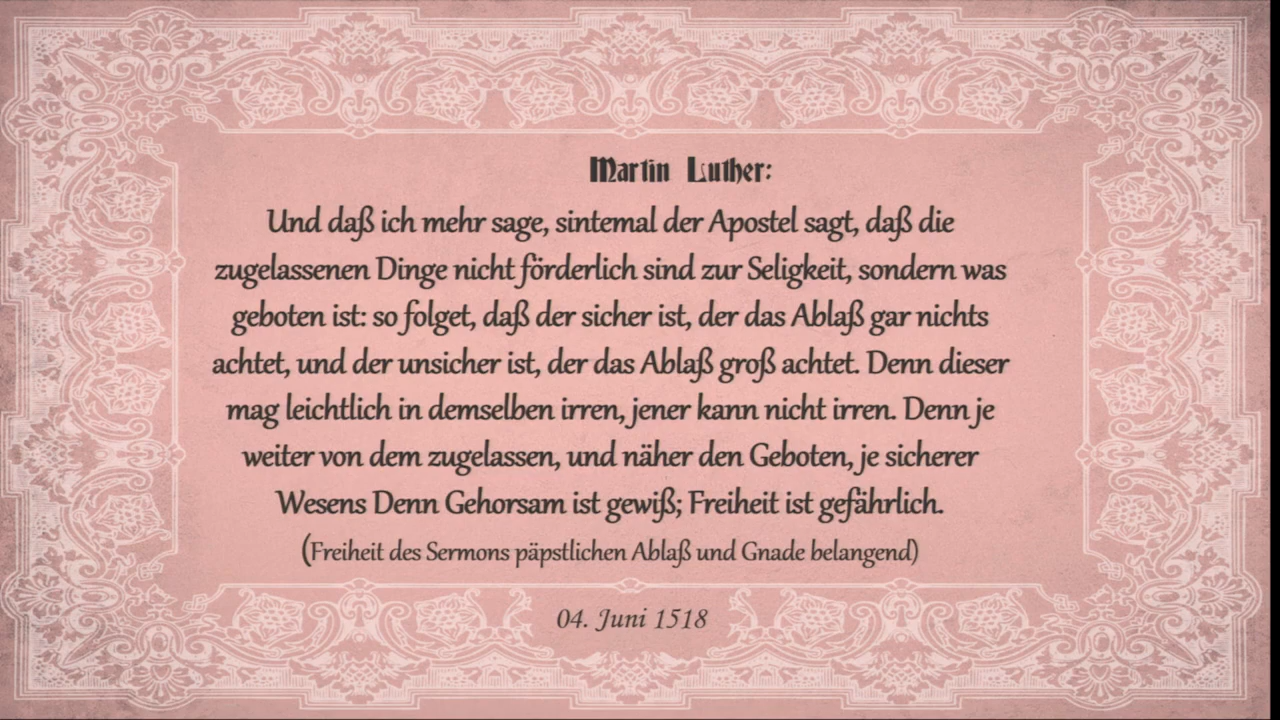 Martin Luther:
Und daß ich mehr sage, sintemal der Apostel sagt, daß die
zugelassenen Dinge nicht förderlich sind zur Seligkeit, sondern was
geboten ist: so folget, daß der sicher ist, der das Ablaß gar nichts
achtet, und der unsicher ist, der das Ablaß groß achtet. Denn dieser
mag leichtlich in demselben irren, jener kann nicht irren. Denn je
weiter von dem zugelassen, und näher den Geboten, je sicherer
Wesens Denn Gehorsam ist gewiß; Freiheit ist gefährlich.
(Freiheit des Sermons päpstlichen Ablaß und Gnade belangend)
04. Juni 1518